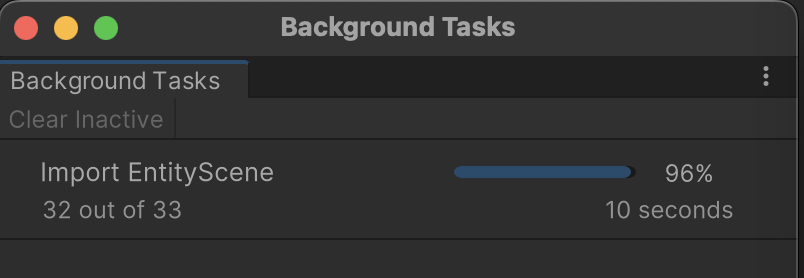 Background Tasks
Background Tasks
Clear Inactive
Import EntityScene 96%
32 out of 33 10 seconds